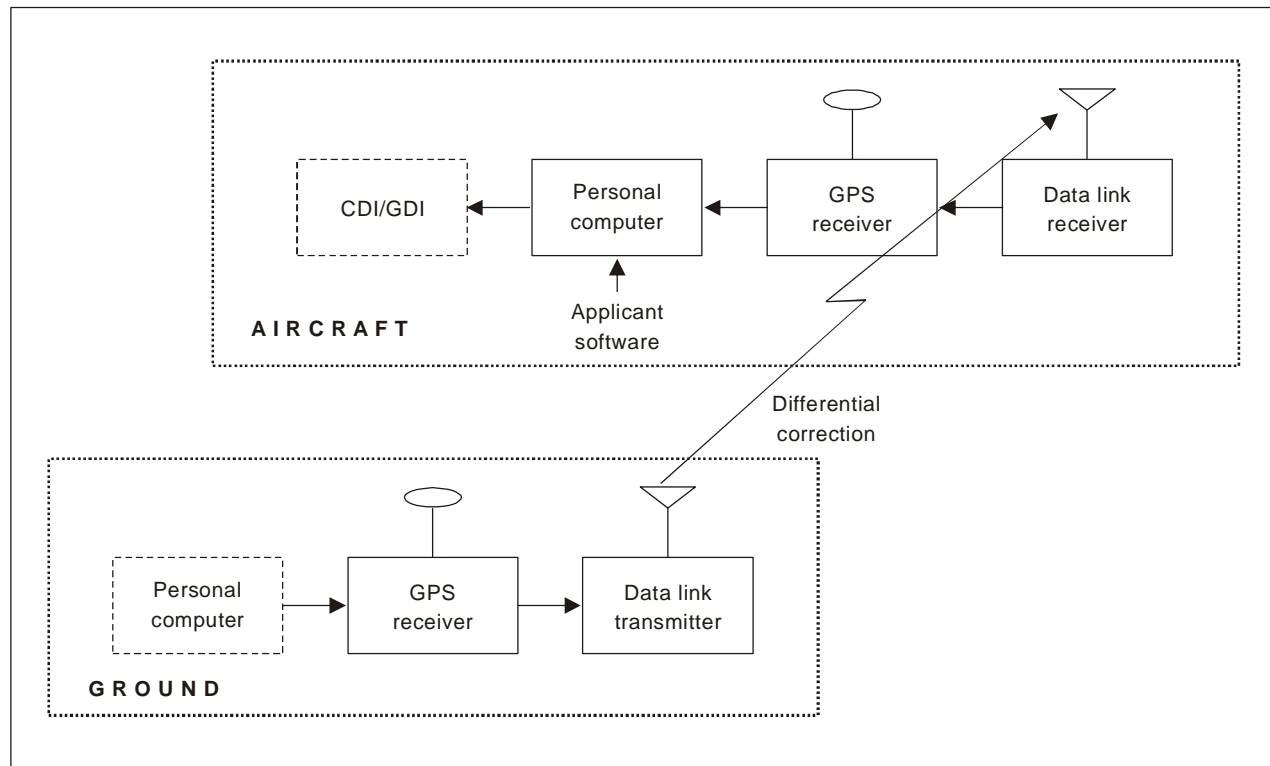 CDI/GDI
Personal
computer
GPS
receiver
Data link
receiver
Applicant
software
AIRCRAFT
Differential
correction
Personal
computer
GPS
receiver
Data link
transmitter
GROUND